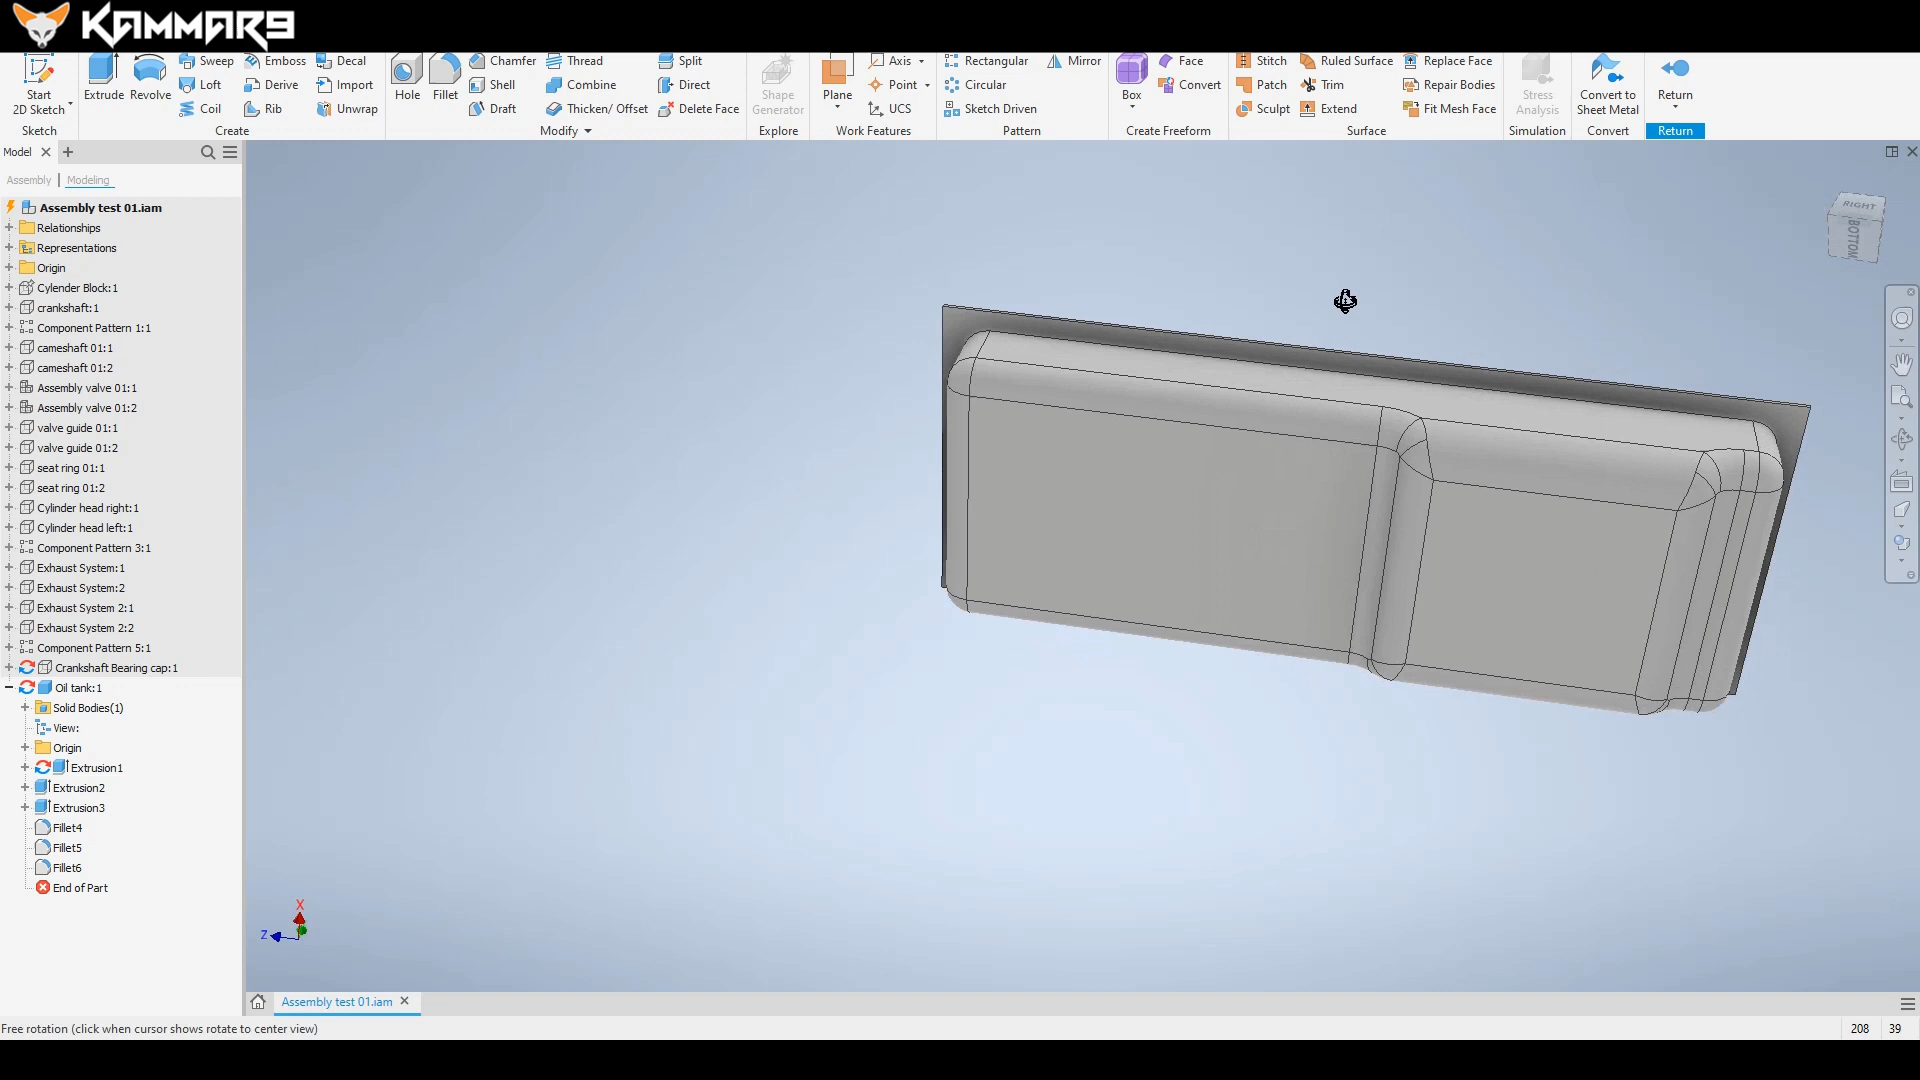 KAMMAR9
Start
2D Sketch
Sketch
Extrude
Revolve
Sweep
Loft
Coil
Emboss
Derive
Rib
Decal
Import
Unwrap
Create
Hole
Fillet
Chamfer
Shell
Draft
Thread
Combine
Thicken/ Offset
Split
Direct
Delete Face
Modify
Shape
Generator
Explore
Plane
Axis
Point
UCS
Work Features
Rectangular
Circular
Sketch Driven
Mirror
Pattern
Box
Face
Convert
Create Freeform
Stitch
Patch
Sculpt
Ruled Surface
Trim
Extend
Replace Face
Repair Bodies
Fit Mesh Face
Surface
Stress
Analysis
Simulation
Convert to
Sheet Metal
Convert
Return
Return
Model
Assembly
Modeling
Assembly test 01.iam
Relationships
Representations
Origin
Cylender Block:1
crankshaft:1
Component Pattern 1:1
cameshaft 01:1
cameshaft 01:2
Assembly valve 01:1
Assembly valve 01:2
valve guide 01:1
valve guide 01:2
seat ring 01:1
seat ring 01:2
Cylinder head right:1
Cylinder head left:1
Component Pattern 3:1
Exhaust System:1
Exhaust System:2
Exhaust System 2:1
Exhaust System 2:2
Component Pattern 5:1
Crankshaft Bearing cap:1
Oil tank:1
Solid Bodies(1)
View:
Origin
Extrusion1
Extrusion2
Extrusion3
Fillet4
Fillet5
Fillet6
End of Part
RIGHT
BOTTOM
X
Z
Assembly test 01.iam
Free rotation (click when cursor shows rotate to center view)
208
39